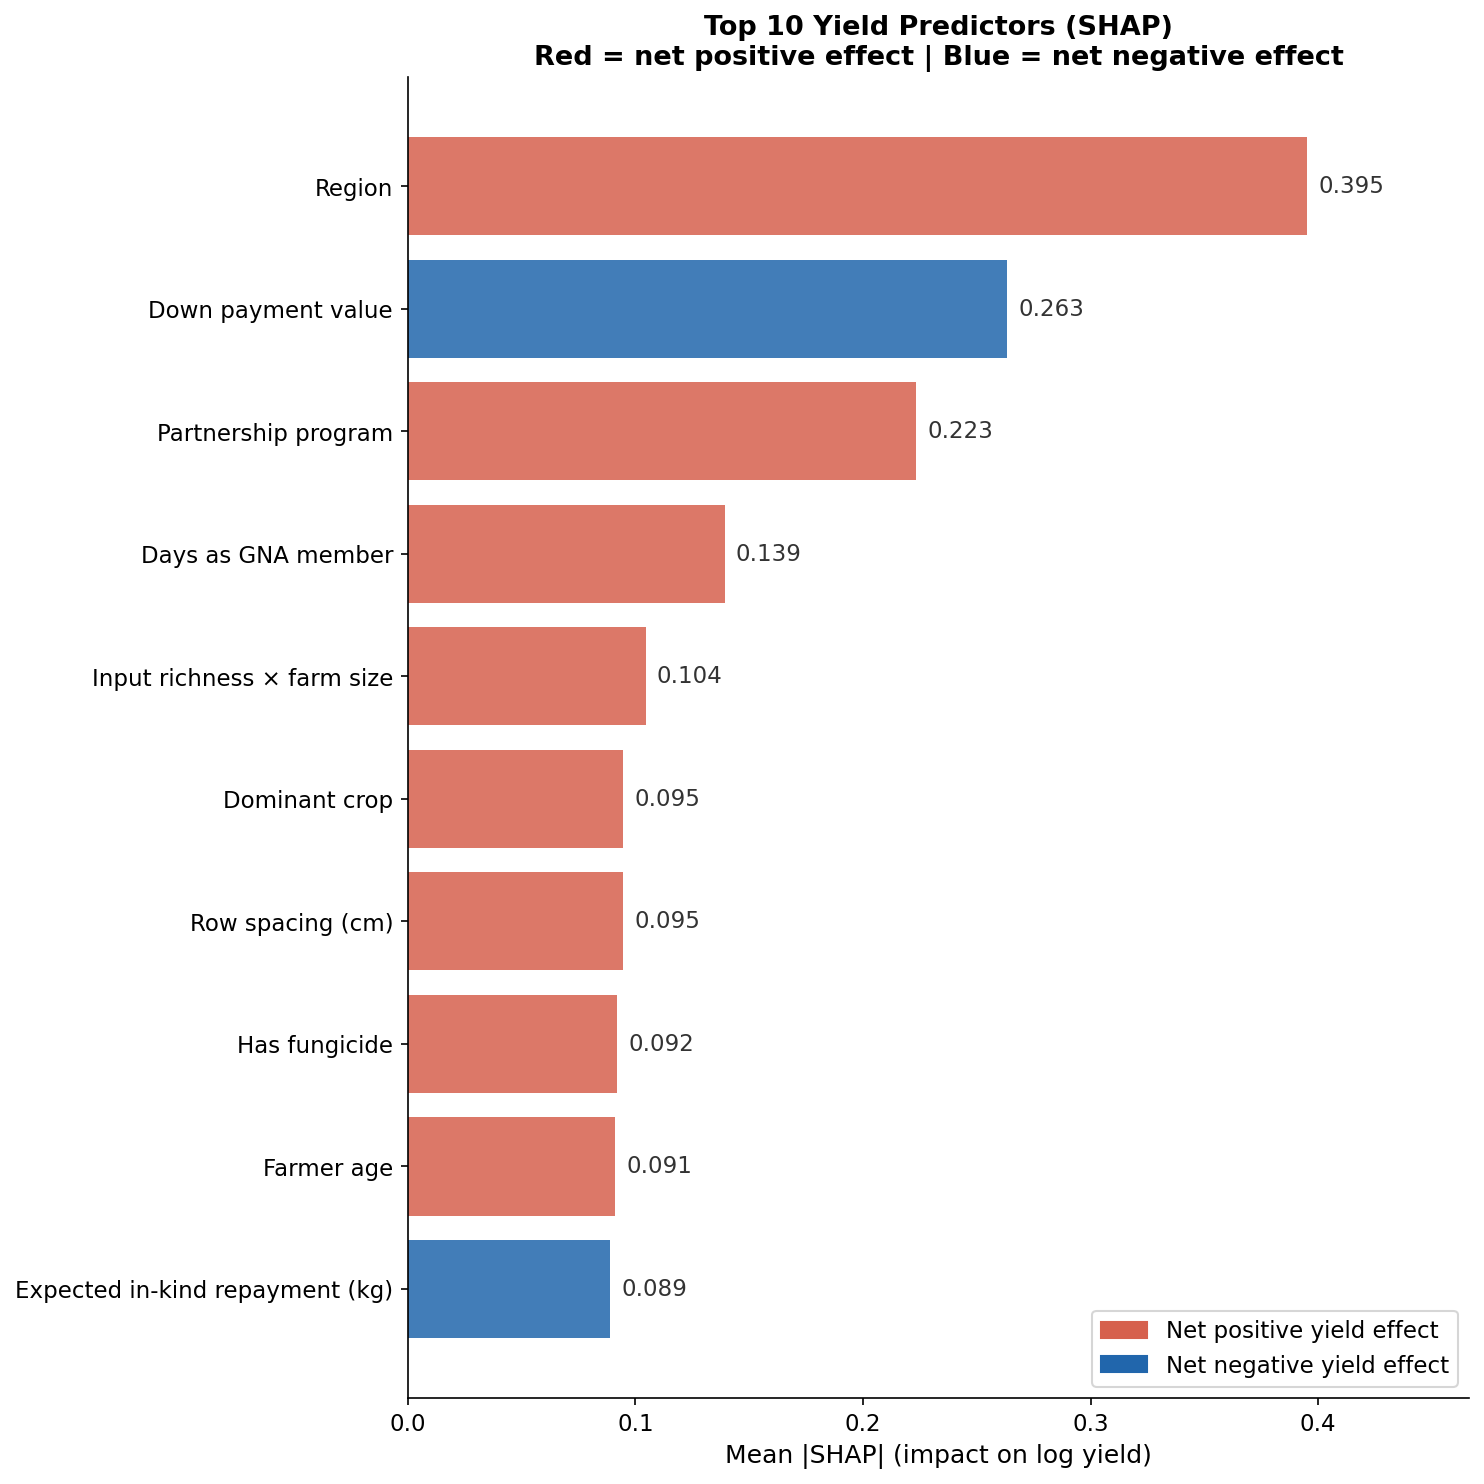 Top 10 Yield Predictors (SHAP)
Red = net positive effect | Blue = net negative effect
Region
0.395
Down payment value
0.263
Partnership program
0.223
Days as GNA member
0.139
Input richness × farm size
0.104
Dominant crop
0.095
Row spacing (cm)
0.095
Has fungicide
0.092
Farmer age
0.091
Expected in-kind repayment (kg)
0.089
Net positive yield effect
Net negative yield effect
0.0 0.1 0.2 0.3 0.4
Mean |SHAP| (impact on log yield)